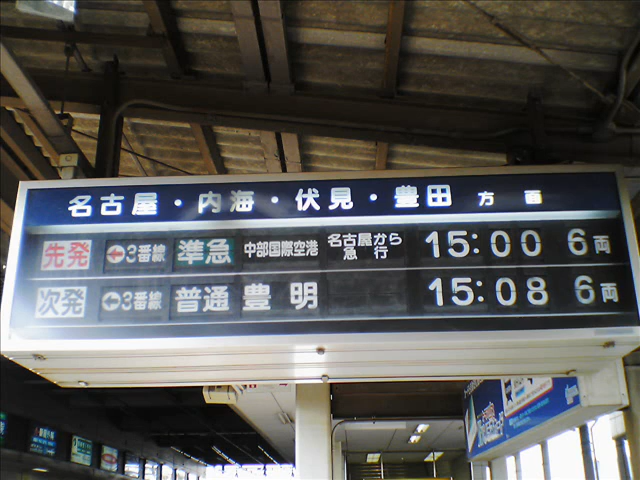 名古屋・内海・伏見・豊田 方面
先発 3番線 準急 中部国際空港 名古屋から急行 15:00 6両
次発 3番線 普通 豊明 15:08 6両